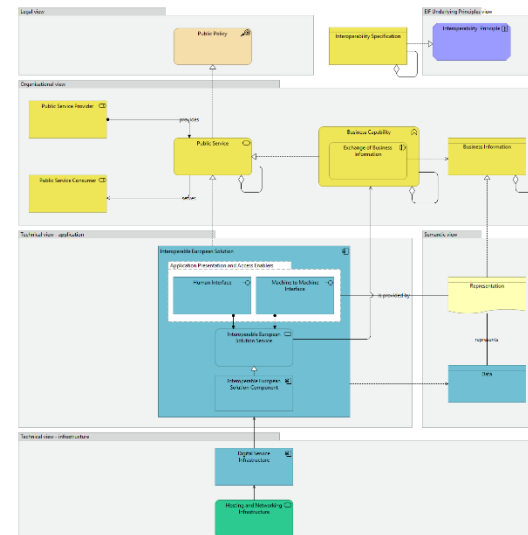 Legal view
EIF Underlying Principles view
Public Policy
Interoperability Specification
Interoperability Principle
Organisational view
Public Service Provider
provides
Public Service
Business Capability
Exchange of Business
Information
Business Information
Public Service Consumer
serves
Technical view - application
Semantic view
Interoperable European Solution
Application Presentation and Access Enablers
Human Interface
Machine to Machine
Interface
Representation
is provided by
Interoperable European
Solution Service
represents
Interoperable European
Solution Component
Data
Technical view - infrastructure
Digital Service
Infrastructure
Hosting and Networking
Infrastructure